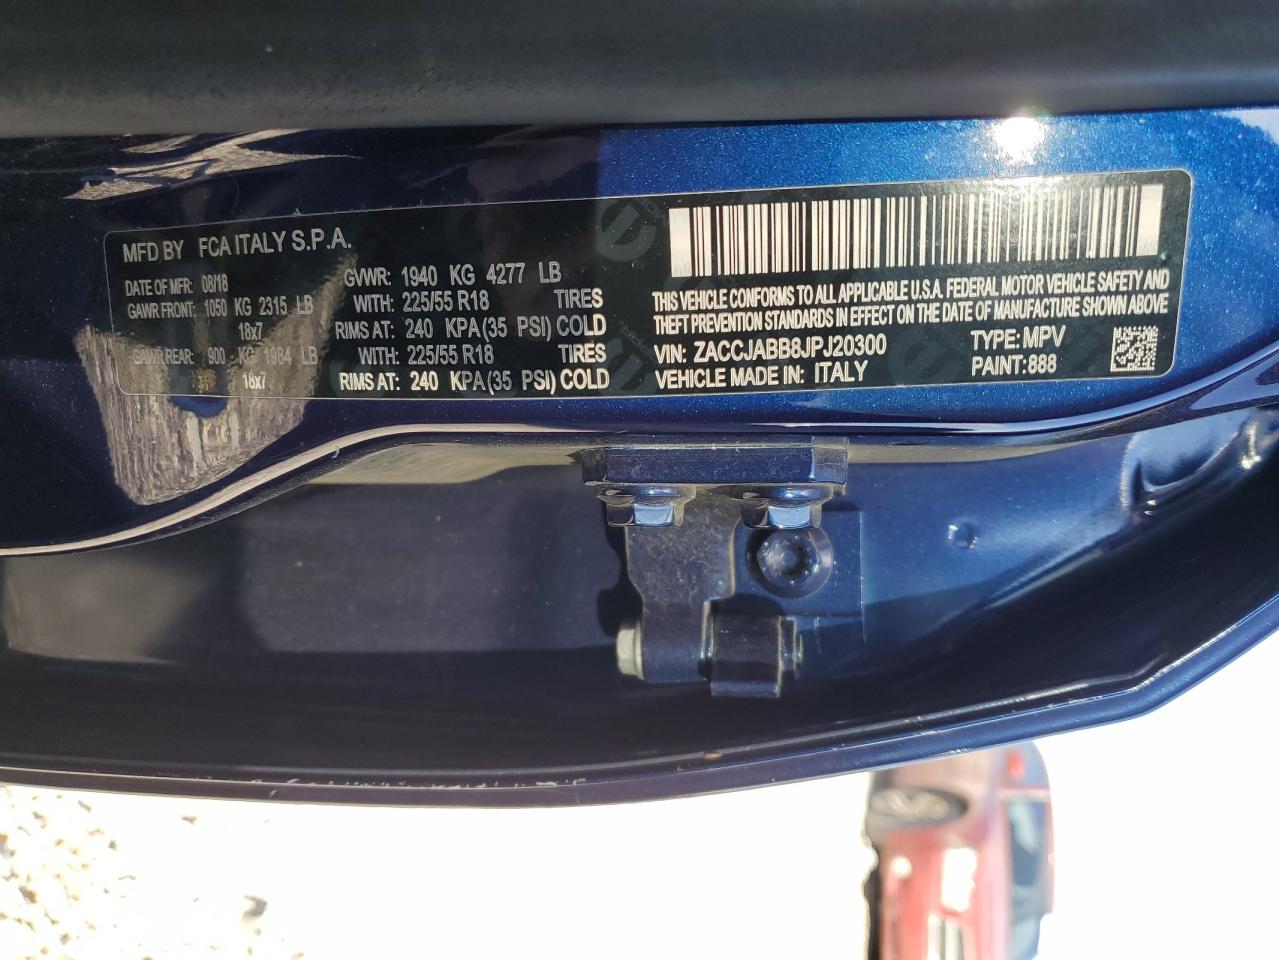 MFD BY FCA ITALY S.P.A.
DATE OF MFR: 08/18 GVWR: 1940 KG 4277 LB
GAWR FRONT: 1050 KG 2315 LB WITH: 225/55 R18 TIRES
18x7 RIMS AT: 240 KPA(35 PSI) COLD
GAWR REAR: 900 KG 1984 LB WITH: 225/55 R18 TIRES
18x7 RIMS AT: 240 KPA(35 PSI) COLD
THIS VEHICLE CONFORMS TO ALL APPLICABLE U.S.A. FEDERAL MOTOR VEHICLE SAFETY AND
THEFT PREVENTION STANDARDS IN EFFECT ON THE DATE OF MANUFACTURE SHOWN ABOVE
VIN: ZACCJABB8JPJ20300 TYPE: MPV
VEHICLE MADE IN: ITALY PAINT:888